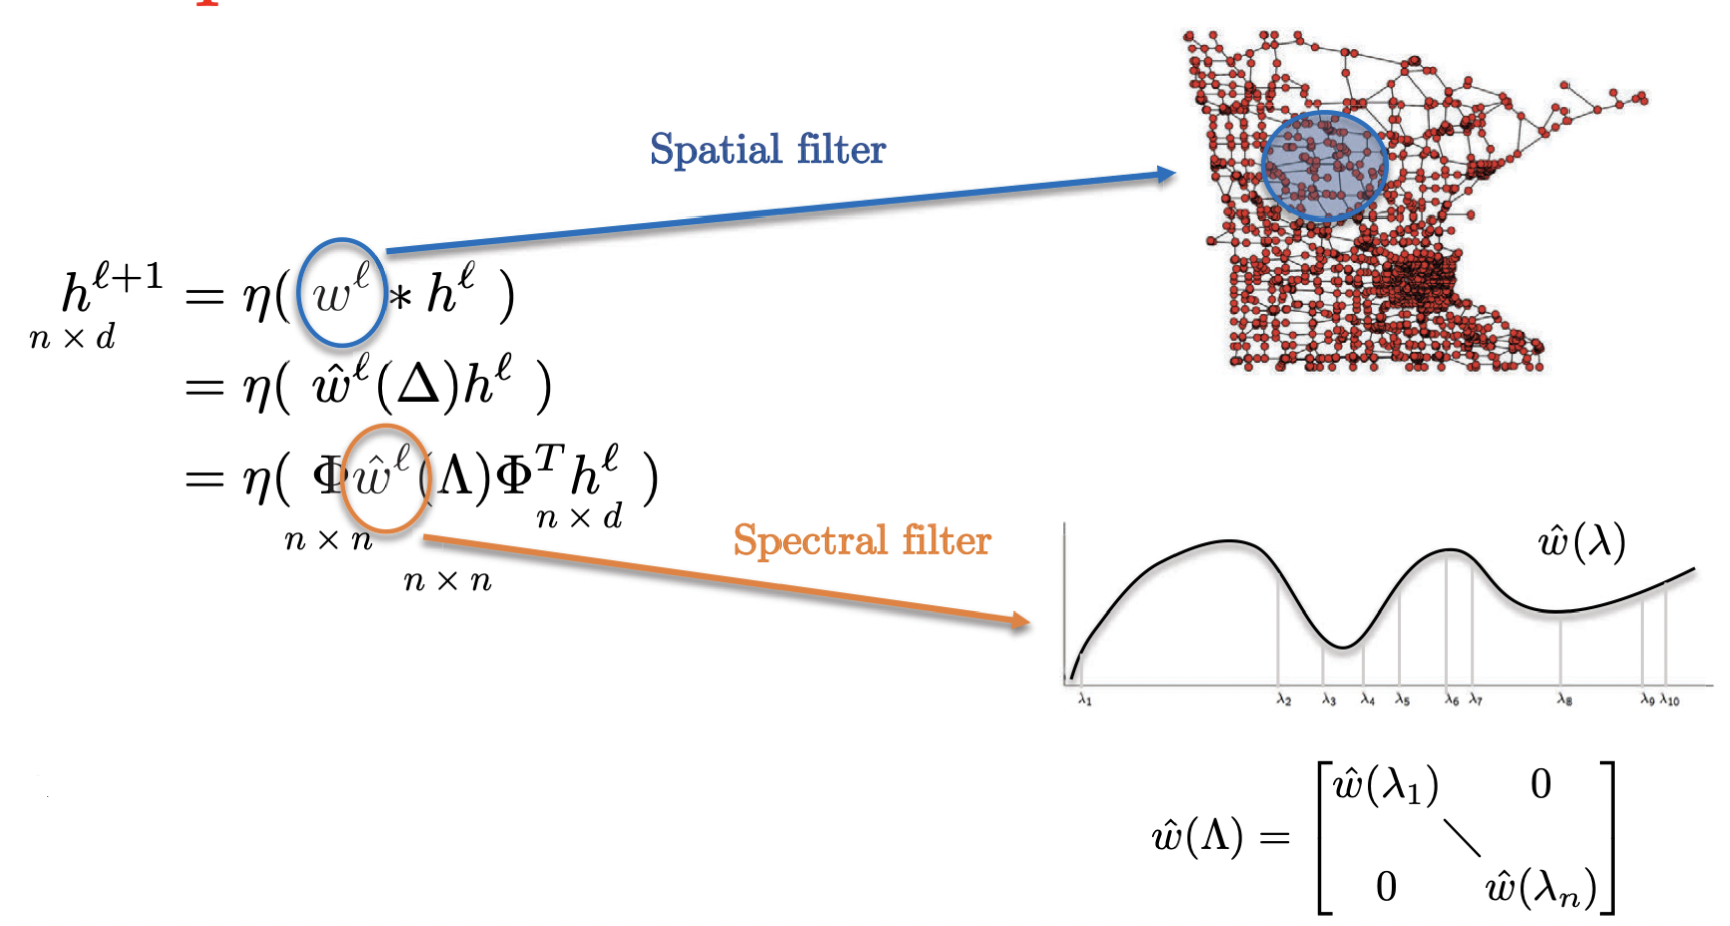 Spatial filter
h^{ℓ+1} = η( w^ℓ * h^ℓ )
n × d
= η( ŵ^ℓ(Δ)h^ℓ )
= η( Φŵ^ℓ(Λ)Φ^T h^ℓ )
n × d
n × n
n × n
Spectral filter
ŵ(λ)
λ₁ λ₂ λ₃ λ₄ λ₅ λ₆ λ₇ λ₈ λ₉ λ₁₀
ŵ(Λ) = [ ŵ(λ₁) 0
0 ŵ(λₙ) ]